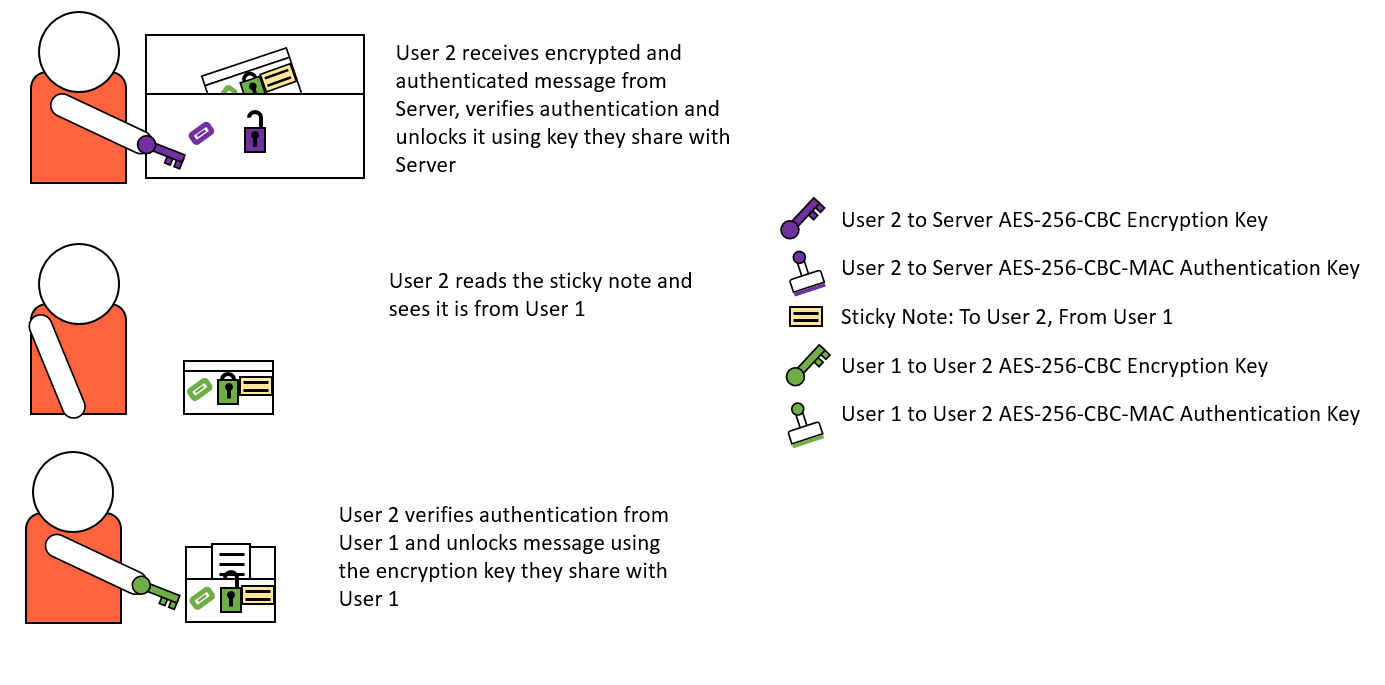 User 2 receives encrypted and
authenticated message from
Server, verifies authentication and
unlocks it using key they share with
Server
User 2 to Server AES-256-CBC Encryption Key
User 2 to Server AES-256-CBC-MAC Authentication Key
Sticky Note: To User 2, From User 1
User 1 to User 2 AES-256-CBC Encryption Key
User 1 to User 2 AES-256-CBC-MAC Authentication Key
User 2 reads the sticky note and
sees it is from User 1
User 2 verifies authentication from
User 1 and unlocks message using
the encryption key they share with
User 1